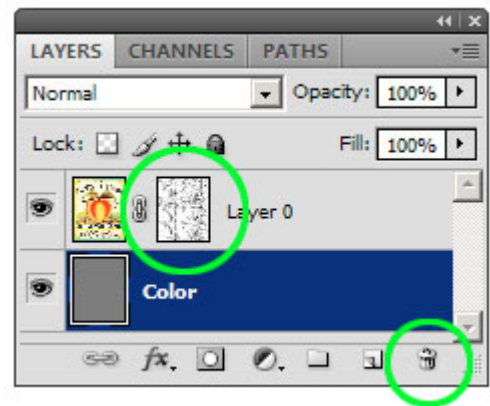 LAYERS CHANNELS PATHS
Normal Opacity: 100%
Lock: Fill: 100%
Layer 0
Color
fx.